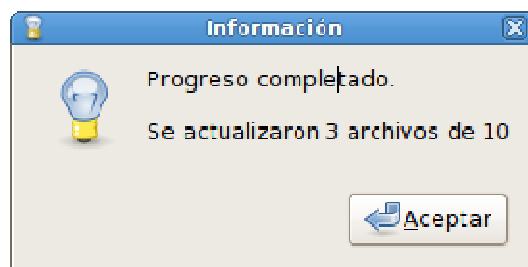 Información
Progreso completado.
Se actualizaron 3 archivos de 10
Aceptar